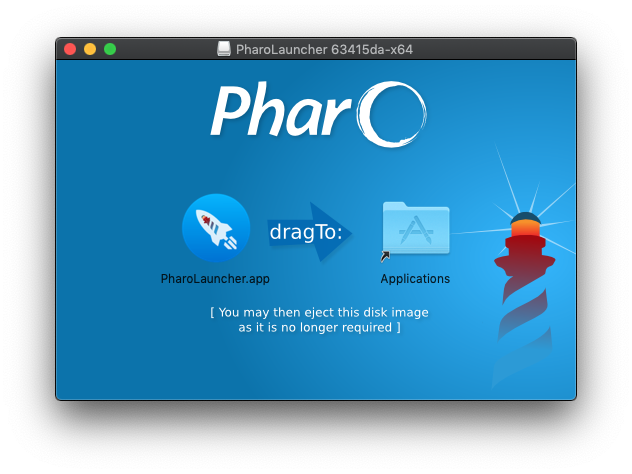 PharoLauncher 63415da-x64
Pharo
dragTo:
PharoLauncher.app
Applications
[ You may then eject this disk image
as it is no longer required ]